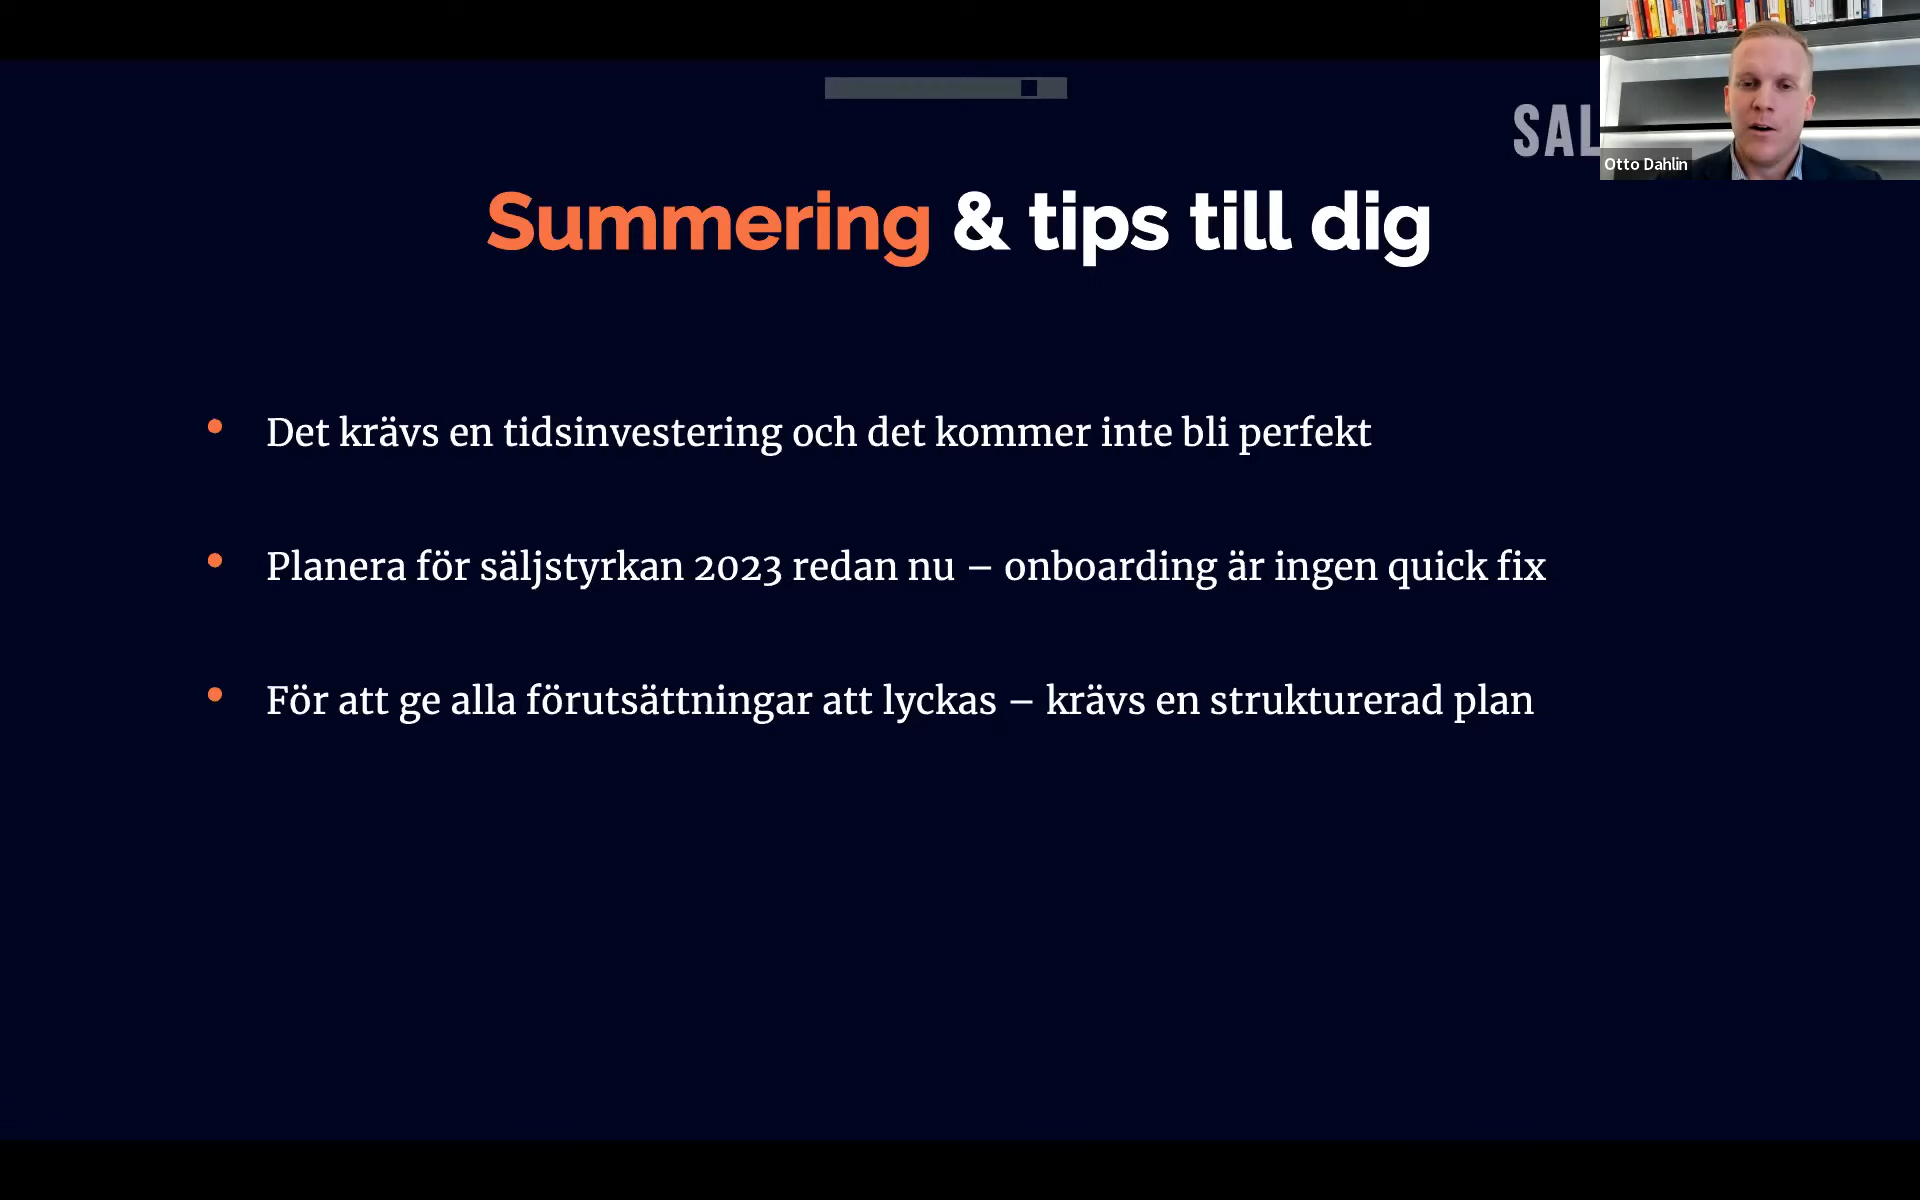 SAL
Otto Dahlin
Summering & tips till dig
Det krävs en tidsinvestering och det kommer inte bli perfekt
Planera för säljstyrkan 2023 redan nu – onboarding är ingen quick fix
För att ge alla förutsättningar att lyckas – krävs en strukturerad plan